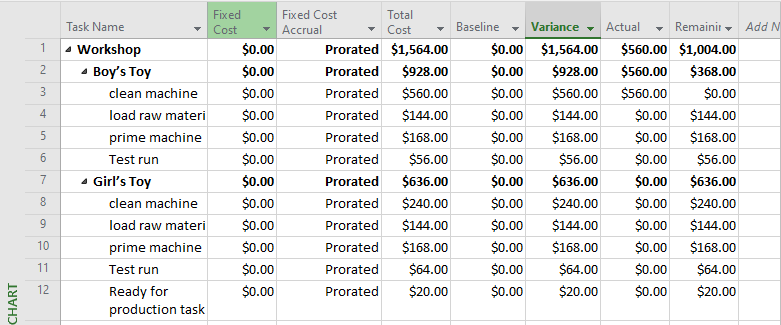 Task Name Fixed Cost Fixed Cost Accrual Total Cost Baseline Variance Actual Remainii Add N
1 Workshop $0.00 Prorated $1,564.00 $0.00 $1,564.00 $560.00 $1,004.00
2 Boy's Toy $0.00 Prorated $928.00 $0.00 $928.00 $560.00 $368.00
3 clean machine $0.00 Prorated $560.00 $0.00 $560.00 $560.00 $0.00
4 load raw materi $0.00 Prorated $144.00 $0.00 $144.00 $0.00 $144.00
5 prime machine $0.00 Prorated $168.00 $0.00 $168.00 $0.00 $168.00
6 Test run $0.00 Prorated $56.00 $0.00 $56.00 $0.00 $56.00
7 Girl's Toy $0.00 Prorated $636.00 $0.00 $636.00 $0.00 $636.00
8 clean machine $0.00 Prorated $240.00 $0.00 $240.00 $0.00 $240.00
9 load raw materi $0.00 Prorated $144.00 $0.00 $144.00 $0.00 $144.00
10 prime machine $0.00 Prorated $168.00 $0.00 $168.00 $0.00 $168.00
11 Test run $0.00 Prorated $64.00 $0.00 $64.00 $0.00 $64.00
12 Ready for $0.00 Prorated $20.00 $0.00 $20.00 $0.00 $20.00
production task
CHART